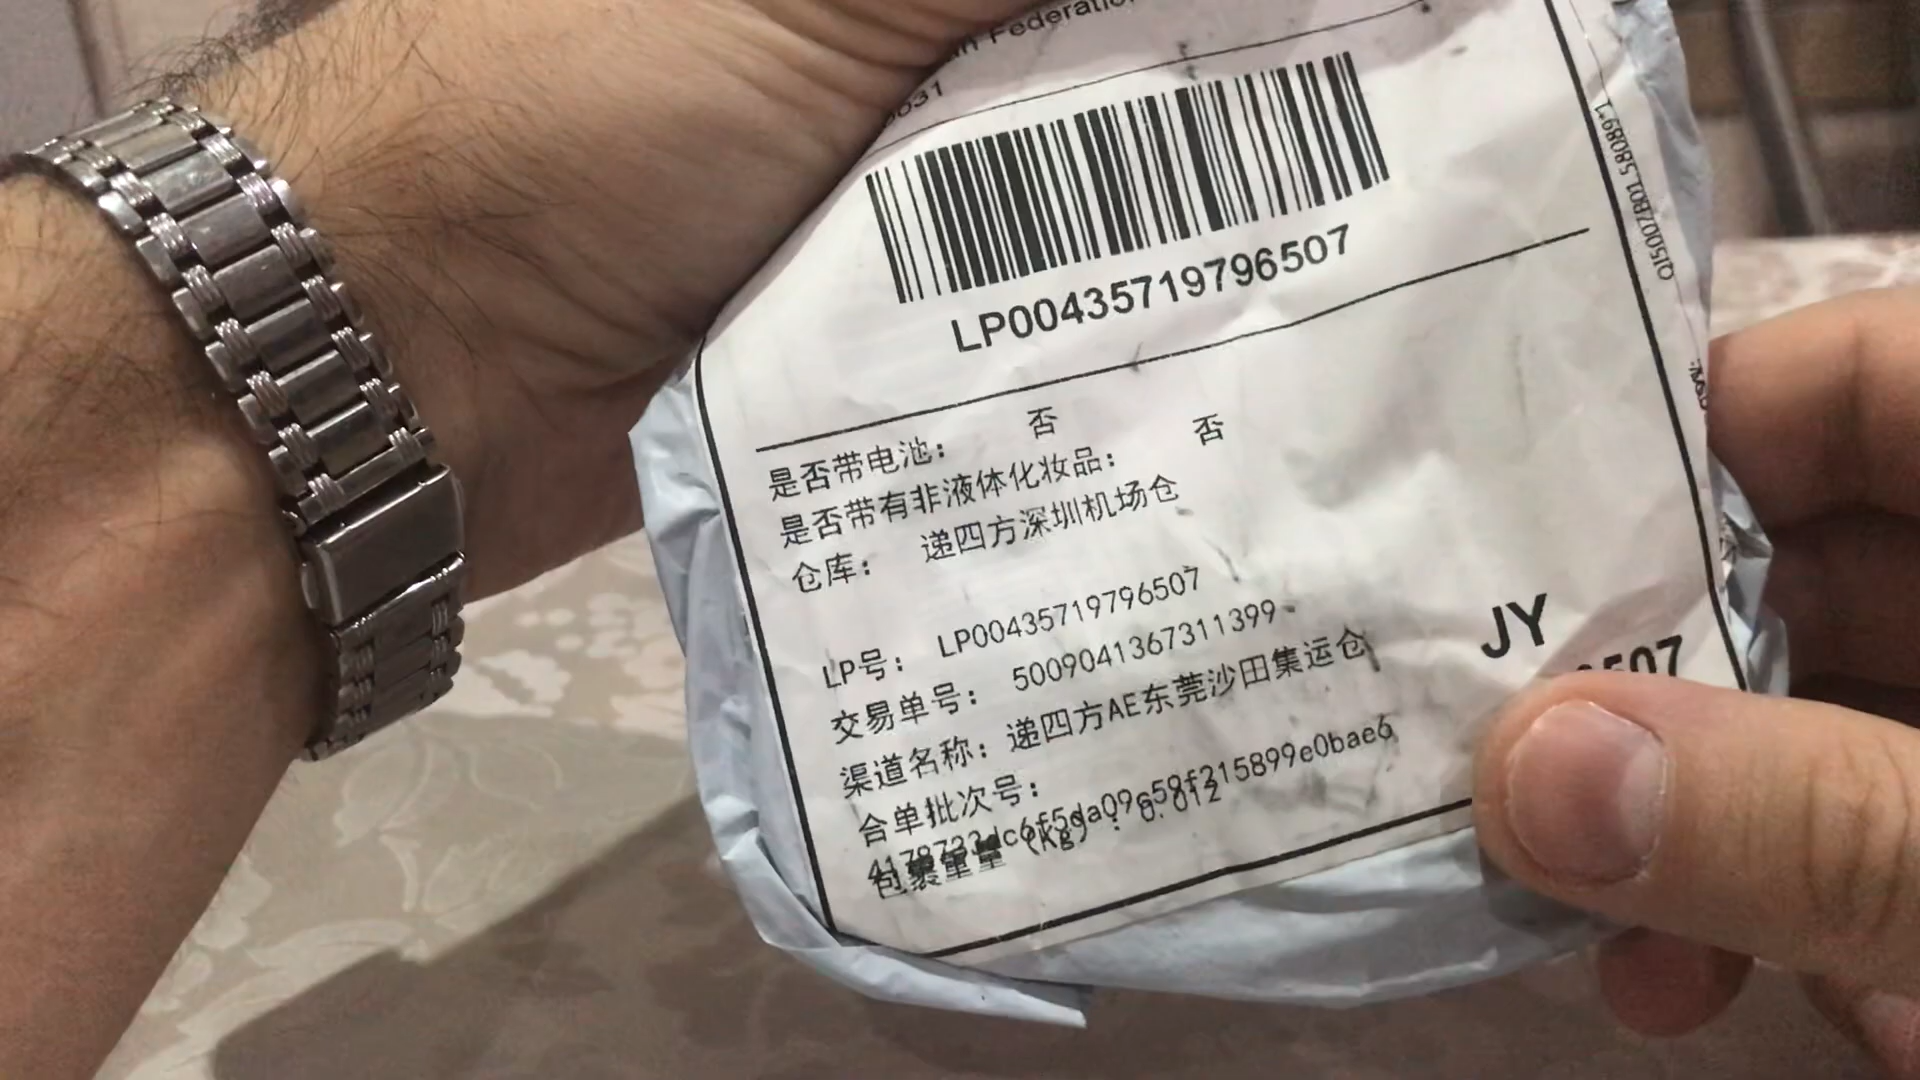 Federation
0031
LP00435719796507
是否带电池： 否
是否带有非液体化妆品： 否
仓库： 递四方深圳机场仓
LP号： LP00435719796507
交易单号： 5009041367311399
渠道名称： 递四方AE东莞沙田集运仓
JY
6507
合单批次号：
包裹重量 (kg) : 0.012